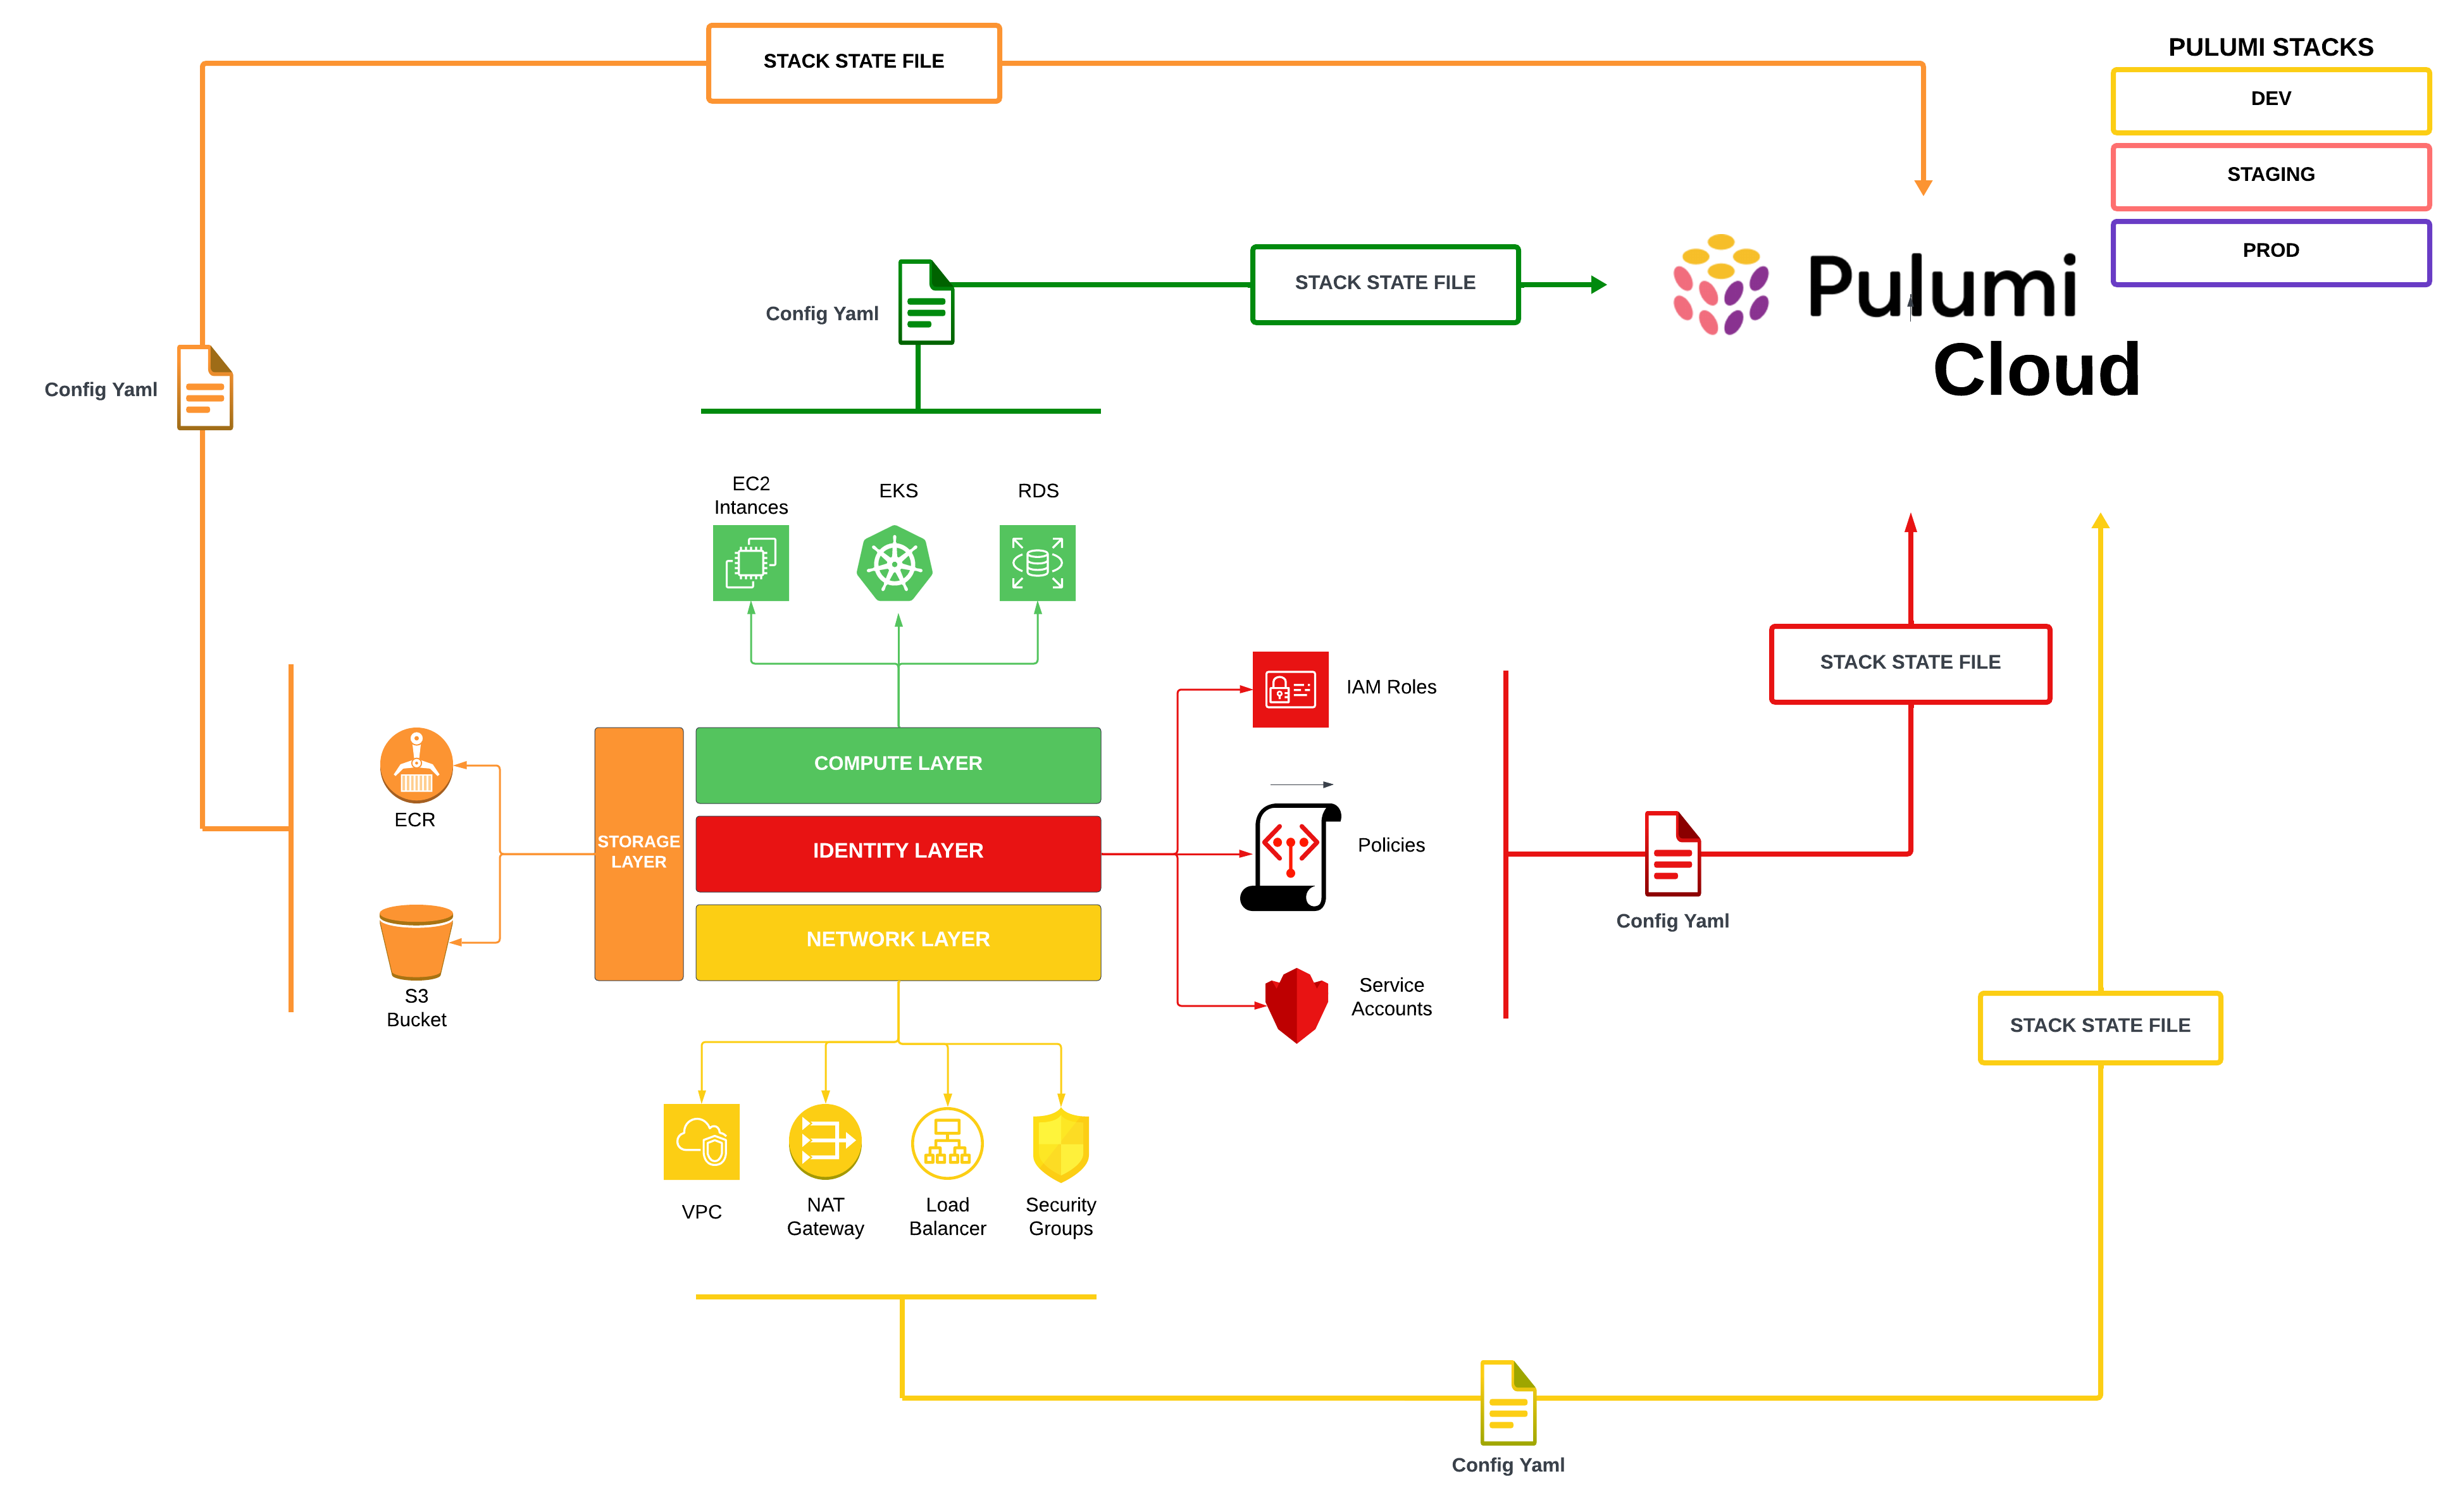 STACK STATE FILE
PULUMI STACKS
DEV
STAGING
PROD
Config Yaml
STACK STATE FILE
Pulumi
Cloud
Config Yaml
EC2
Intances
EKS
RDS
STACK STATE FILE
IAM Roles
COMPUTE LAYER
ECR
STORAGE
LAYER
IDENTITY LAYER
Policies
Config Yaml
NETWORK LAYER
S3
Bucket
Service
Accounts
STACK STATE FILE
VPC
NAT
Gateway
Load
Balancer
Security
Groups
Config Yaml